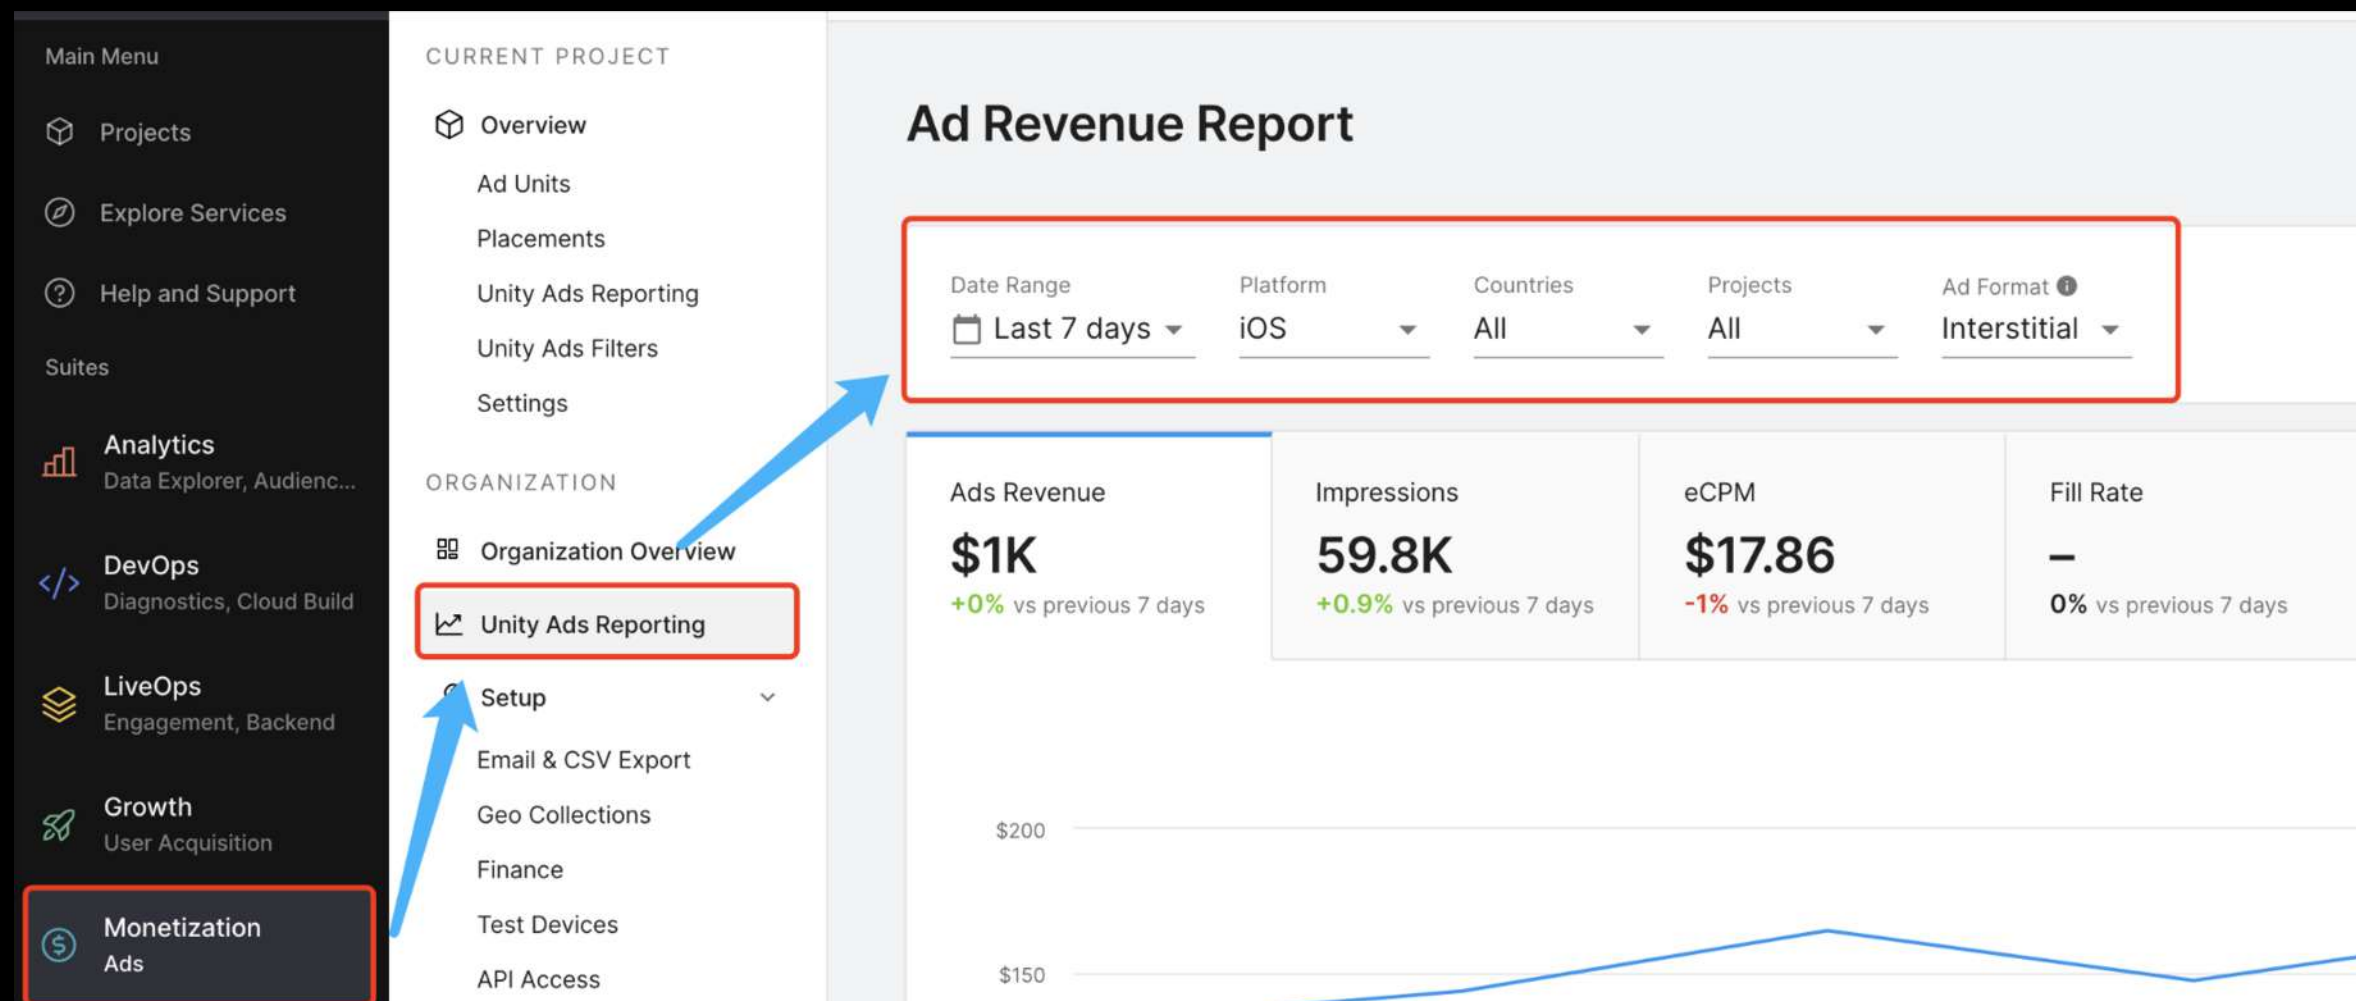 Main Menu
Projects
Explore Services
Help and Support
Suites
Analytics
Data Explorer, Audienc...
DevOps
Diagnostics, Cloud Build
LiveOps
Engagement, Backend
Growth
User Acquisition
Monetization
Ads
CURRENT PROJECT
Overview
Ad Units
Placements
Unity Ads Reporting
Unity Ads Filters
Settings
ORGANIZATION
Organization Overview
Unity Ads Reporting
Setup
Email & CSV Export
Geo Collections
Finance
Test Devices
API Access
Ad Revenue Report
Date Range
Last 7 days
Platform
iOS
Countries
All
Projects
All
Ad Format
Interstitial
Ads Revenue
$1K
+0% vs previous 7 days
Impressions
59.8K
+0.9% vs previous 7 days
eCPM
$17.86
-1% vs previous 7 days
Fill Rate
–
0% vs previous 7 days
$200
$150